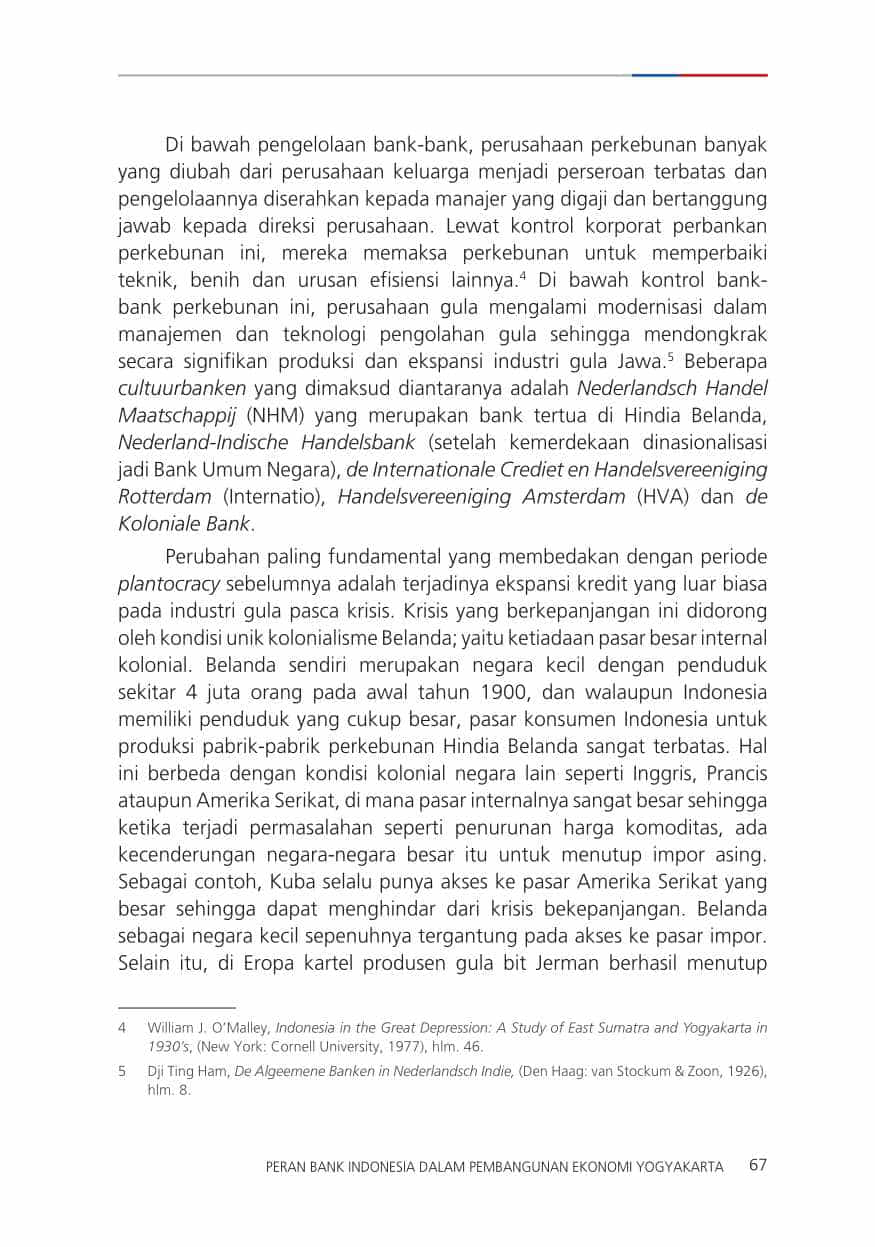 Di bawah pengelolaan bank-bank, perusahaan perkebunan banyak
yang diubah dari perusahaan keluarga menjadi perseroan terbatas dan
pengelolaannya diserahkan kepada manajer yang digaji dan bertanggung
jawab kepada direksi perusahaan. Lewat kontrol korporat perbankan
perkebunan ini, mereka memaksa perkebunan untuk memperbaiki
teknik, benih dan urusan efisiensi lainnya.⁴ Di bawah kontrol bank-
bank perkebunan ini, perusahaan gula mengalami modernisasi dalam
manajemen dan teknologi pengolahan gula sehingga mendongkrak
secara signifikan produksi dan ekspansi industri gula Jawa.⁵ Beberapa
cultuurbanken yang dimaksud diantaranya adalah Nederlandsch Handel
Maatschappij (NHM) yang merupakan bank tertua di Hindia Belanda,
Nederland-Indische Handelsbank (setelah kemerdekaan dinasionalisasi
jadi Bank Umum Negara), de Internationale Crediet en Handelsvereeniging
Rotterdam (Internatio), Handelsvereeniging Amsterdam (HVA) dan de
Koloniale Bank.
Perubahan paling fundamental yang membedakan dengan periode
plantocracy sebelumnya adalah terjadinya ekspansi kredit yang luar biasa
pada industri gula pasca krisis. Krisis yang berkepanjangan ini didorong
oleh kondisi unik kolonialisme Belanda; yaitu ketiadaan pasar besar internal
kolonial. Belanda sendiri merupakan negara kecil dengan penduduk
sekitar 4 juta orang pada awal tahun 1900, dan walaupun Indonesia
memiliki penduduk yang cukup besar, pasar konsumen Indonesia untuk
produksi pabrik-pabrik perkebunan Hindia Belanda sangat terbatas. Hal
ini berbeda dengan kondisi kolonial negara lain seperti Inggris, Prancis
ataupun Amerika Serikat, di mana pasar internalnya sangat besar sehingga
ketika terjadi permasalahan seperti penurunan harga komoditas, ada
kecenderungan negara-negara besar itu untuk menutup impor asing.
Sebagai contoh, Kuba selalu punya akses ke pasar Amerika Serikat yang
besar sehingga dapat menghindar dari krisis bekepanjangan. Belanda
sebagai negara kecil sepenuhnya tergantung pada akses ke pasar impor.
Selain itu, di Eropa kartel produsen gula bit Jerman berhasil menutup
4 William J. O’Malley, Indonesia in the Great Depression: A Study of East Sumatra and Yogyakarta in
1930’s, (New York: Cornell University, 1977), hlm. 46.
5 Dji Ting Ham, De Algeemene Banken in Nederlandsch Indie, (Den Haag: van Stockum & Zoon, 1926),
hlm. 8.
PERAN BANK INDONESIA DALAM PEMBANGUNAN EKONOMI YOGYAKARTA 67